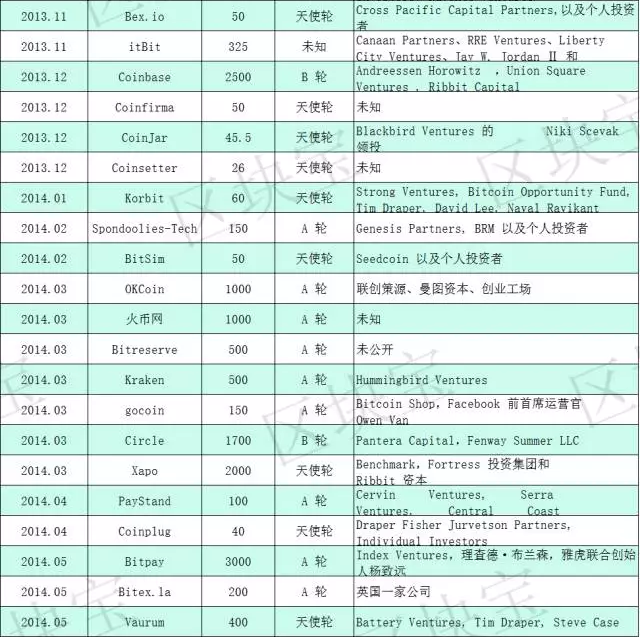 2013.11 Bex.io 50 天使轮 Cross Pacific Capital Partners,以及个人投资
者
2013.11 itBit 325 未知 Canaan Partners、RRE Ventures、Liberty
City Ventures、Jay W. Jordan II 和
2013.12 Coinbase 2500 B 轮 Andreessen Horowitz ，Union Square
Ventures ，Ribbit Capital
2013.12 Coinfirma 50 天使轮 未知
2013.12 CoinJar 45.5 天使轮 Blackbird Ventures 的 Niki Scevak
领投
2013.12 Coinsetter 26 天使轮 未知
2014.01 Korbit 60 天使轮 Strong Ventures, Bitcoin Opportunity Fund,
Tim Draper, David Lee, Naval Ravikant
2014.02 Spondoolies-Tech 150 A 轮 Genesis Partners, BRM 以及个人投资者
2014.02 BitSim 50 天使轮 Seedcoin 以及个人投资者
2014.03 OKCoin 1000 A 轮 联创策源、曼图资本、创业工场
2014.03 火币网 1000 A 轮 未知
2014.03 Bitreserve 500 A 轮 未公开
2014.03 Kraken 500 A 轮 Hummingbird Ventures
2014.03 gocoin 150 A 轮 Bitcoin Shop，Facebook 前首席运营官
Owen Van
2014.03 Circle 1700 B 轮 Pantera Capital，Fenway Summer LLC
2014.03 Xapo 2000 天使轮 Benchmark，Fortress 投资集团和
Ribbit 资本
2014.04 PayStand 100 A 轮 Cervin Ventures, Serra
Ventures, Central Coast
2014.04 Coinplug 40 天使轮 Draper Fisher Jurvetson Partners,
Individual Investors
2014.05 Bitpay 3000 A 轮 Index Ventures，理查德·布兰森，雅虎联合创始
人杨致远
2014.05 Bitex.la 200 A 轮 英国一家公司
2014.05 Vaurum 400 天使轮 Battery Ventures, Tim Draper, Steve Case
区块宝
区块宝
区块宝
区块宝